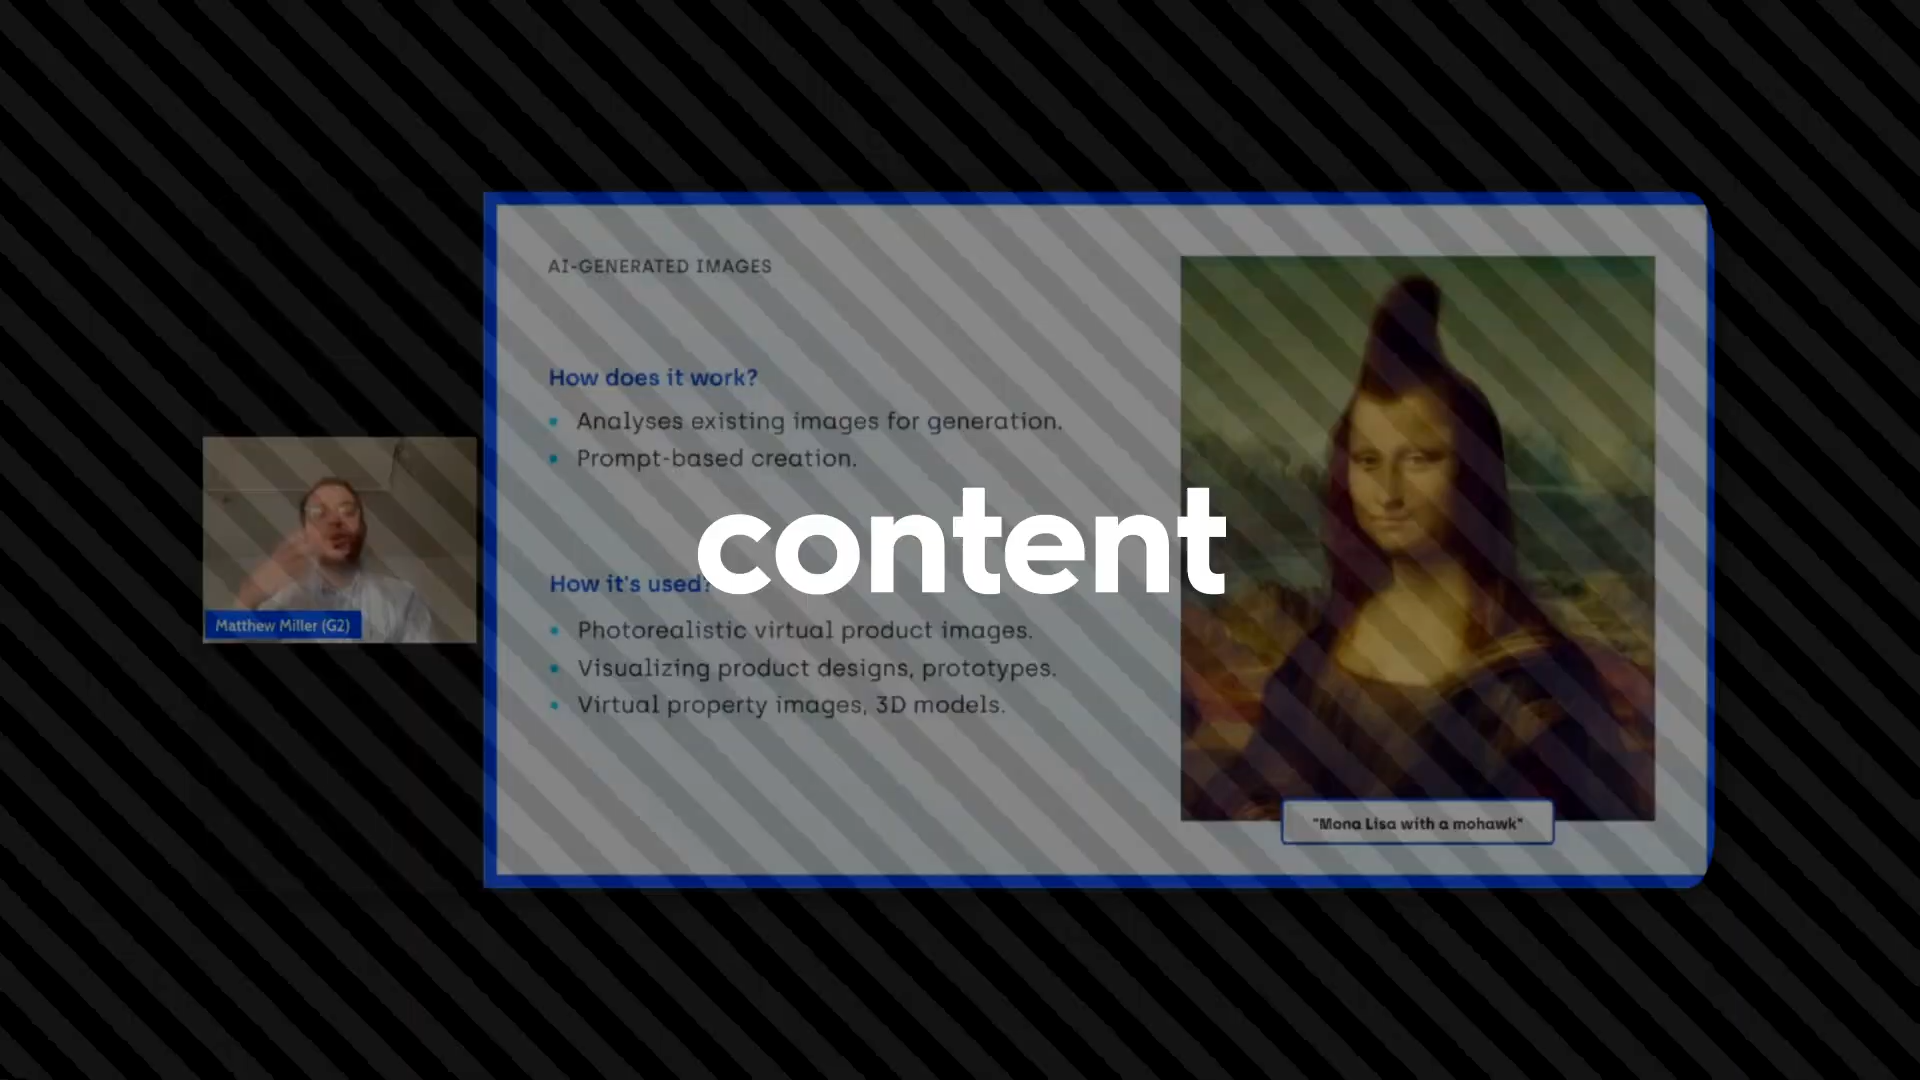 AI-GENERATED IMAGES
How does it work?
Analyses existing images for generation.
Prompt-based creation.
content
How it's used?
Photorealistic virtual product images.
Visualizing product designs, prototypes.
Virtual property images, 3D models.
Matthew Miller (G2)
"Mona Lisa with a mohawk"